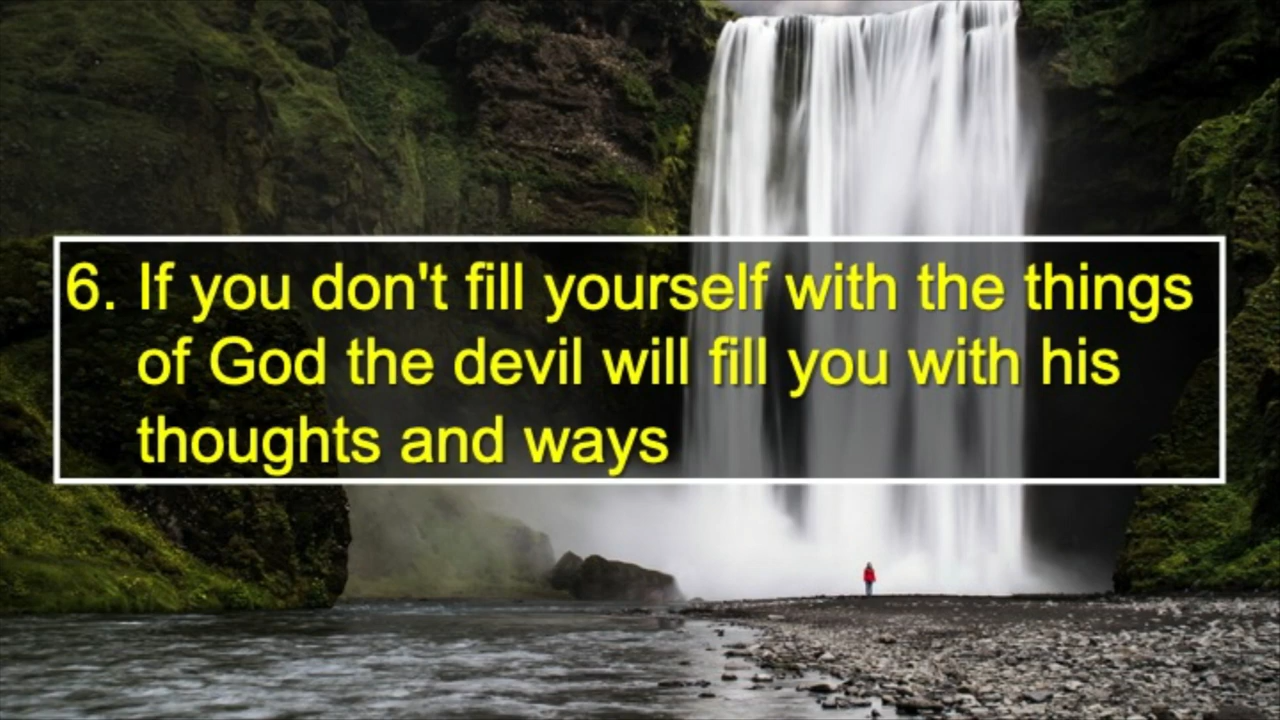 6. If you don't fill yourself with the things
of God the devil will fill you with his
thoughts and ways